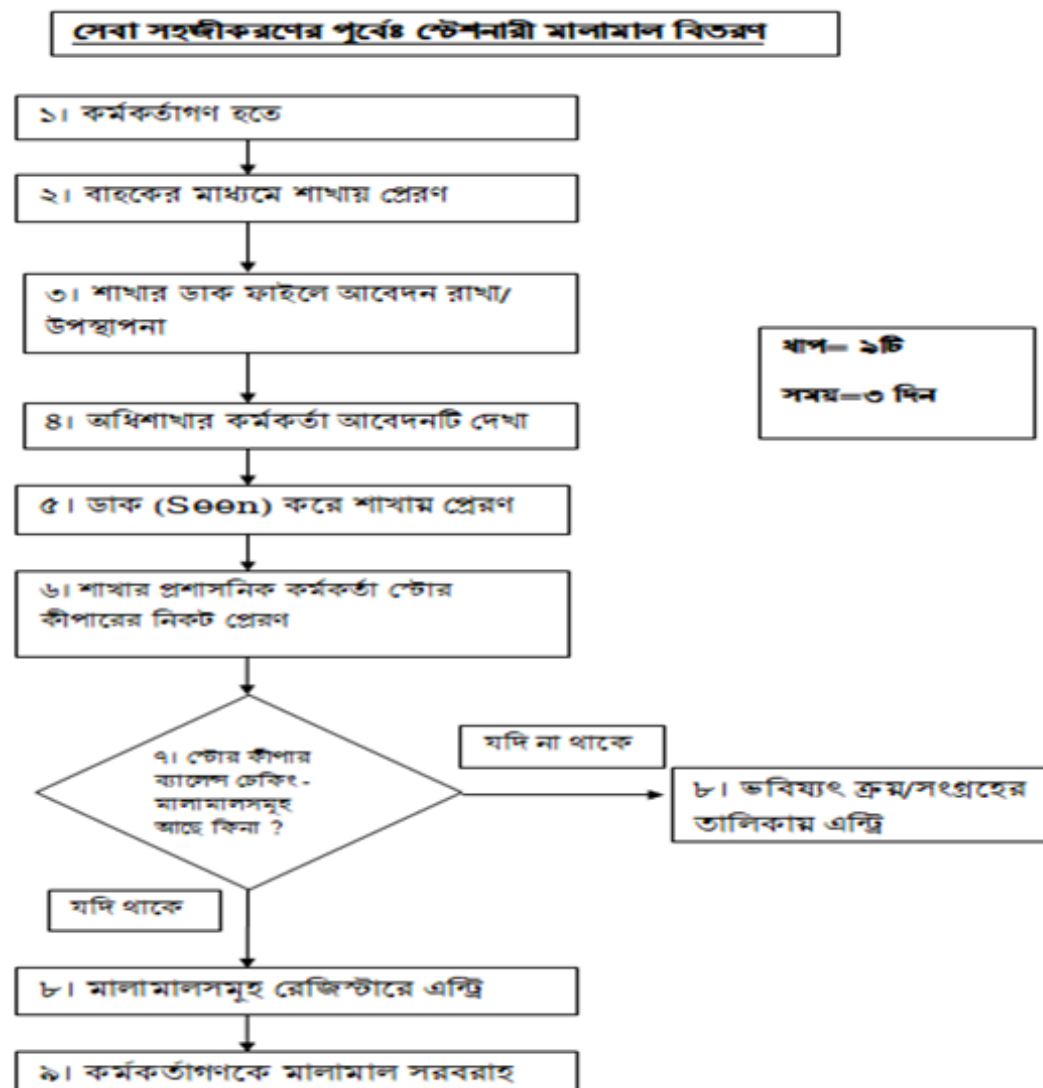 সেবা সহজীকরণের পূর্বেঃ স্টেশনারী মালামাল বিতরণ
১। কর্মকর্তাগণ হতে
২। বাহকের মাধ্যমে শাখায় প্রেরণ
৩। শাখার ডাক ফাইলে আবেদন রাখা/
উপস্থাপনা
ধাপ= ৯টি
সময়=৩ দিন
৪। অধিশাখার কর্মকর্তা আবেদনটি দেখা
৫। ডাক (Seen) করে শাখায় প্রেরণ
৬। শাখার প্রশাসনিক কর্মকর্তা স্টোর
কীপারের নিকট প্রেরণ
৭। স্টোর কীপার
ব্যালেন্স চেকিং-
মালামালসমূহ
আছে কিনা ?
যদি না থাকে
৮। ভবিষ্যৎ ক্রয়/সংগ্রহের
তালিকায় এন্ট্রি
যদি থাকে
৮। মালামালসমূহ রেজিস্টারে এন্ট্রি
৯। কর্মকর্তাগণকে মালামাল সরবরাহ